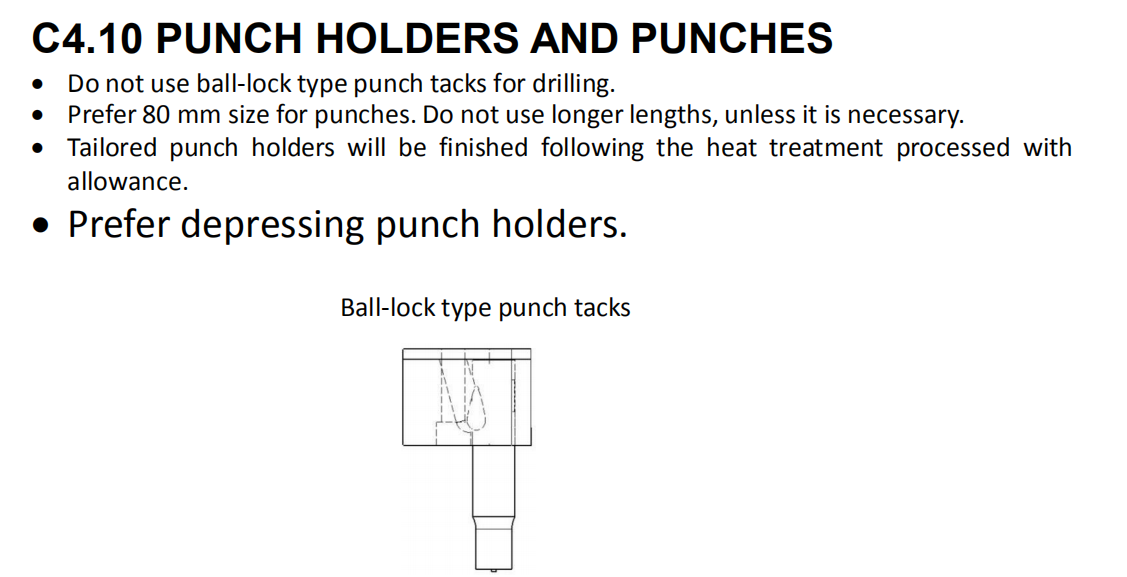 C4.10 PUNCH HOLDERS AND PUNCHES
• Do not use ball-lock type punch tacks for drilling.
• Prefer 80 mm size for punches. Do not use longer lengths, unless it is necessary.
• Tailored punch holders will be finished following the heat treatment processed with
allowance.
• Prefer depressing punch holders.
Ball-lock type punch tacks